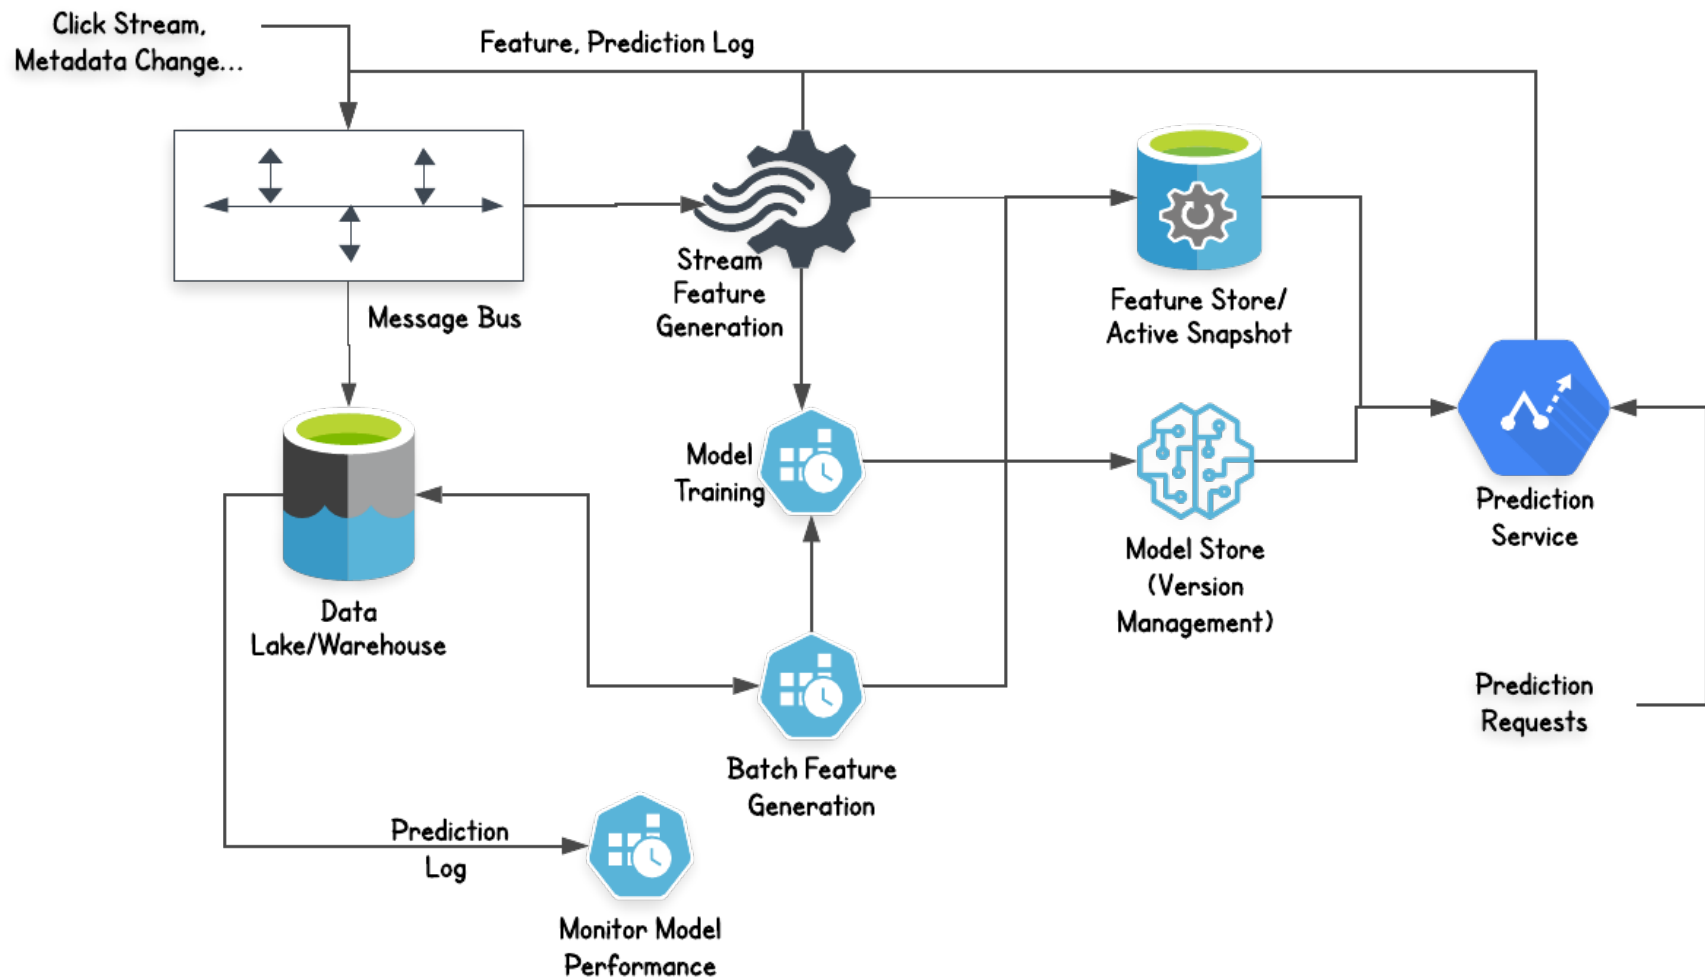 Click Stream,
Metadata Change...
Feature, Prediction Log
Message Bus
Stream
Feature
Generation
Feature Store/
Active Snapshot
Model
Training
Prediction
Service
Model Store
(Version
Management)
Data
Lake/Warehouse
Prediction
Requests
Batch Feature
Generation
Prediction
Log
Monitor Model
Performance